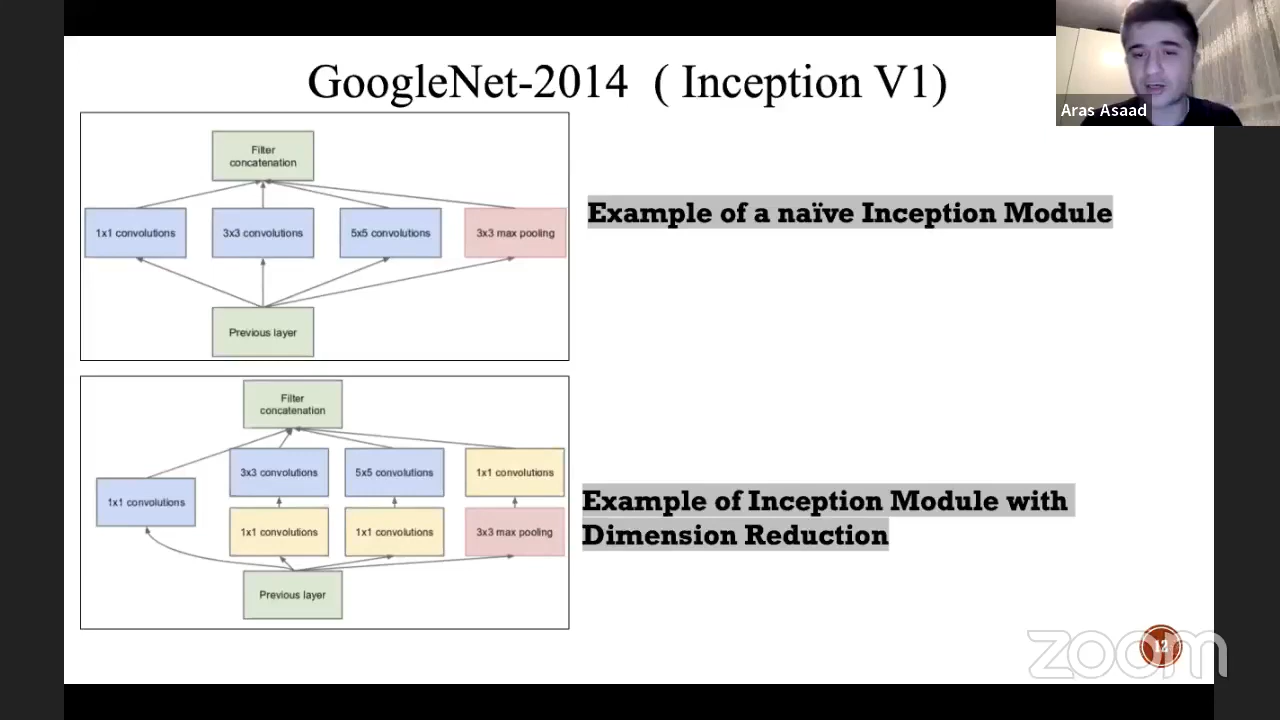 GoogleNet-2014 ( Inception V1)
Aras Asaad
Filter
concatenation
1x1 convolutions
3x3 convolutions
5x5 convolutions
3x3 max pooling
Previous layer
Example of a naïve Inception Module
Filter
concatenation
3x3 convolutions
5x5 convolutions
1x1 convolutions
1x1 convolutions
1x1 convolutions
1x1 convolutions
3x3 max pooling
Previous layer
Example of Inception Module with
Dimension Reduction
12
zoom